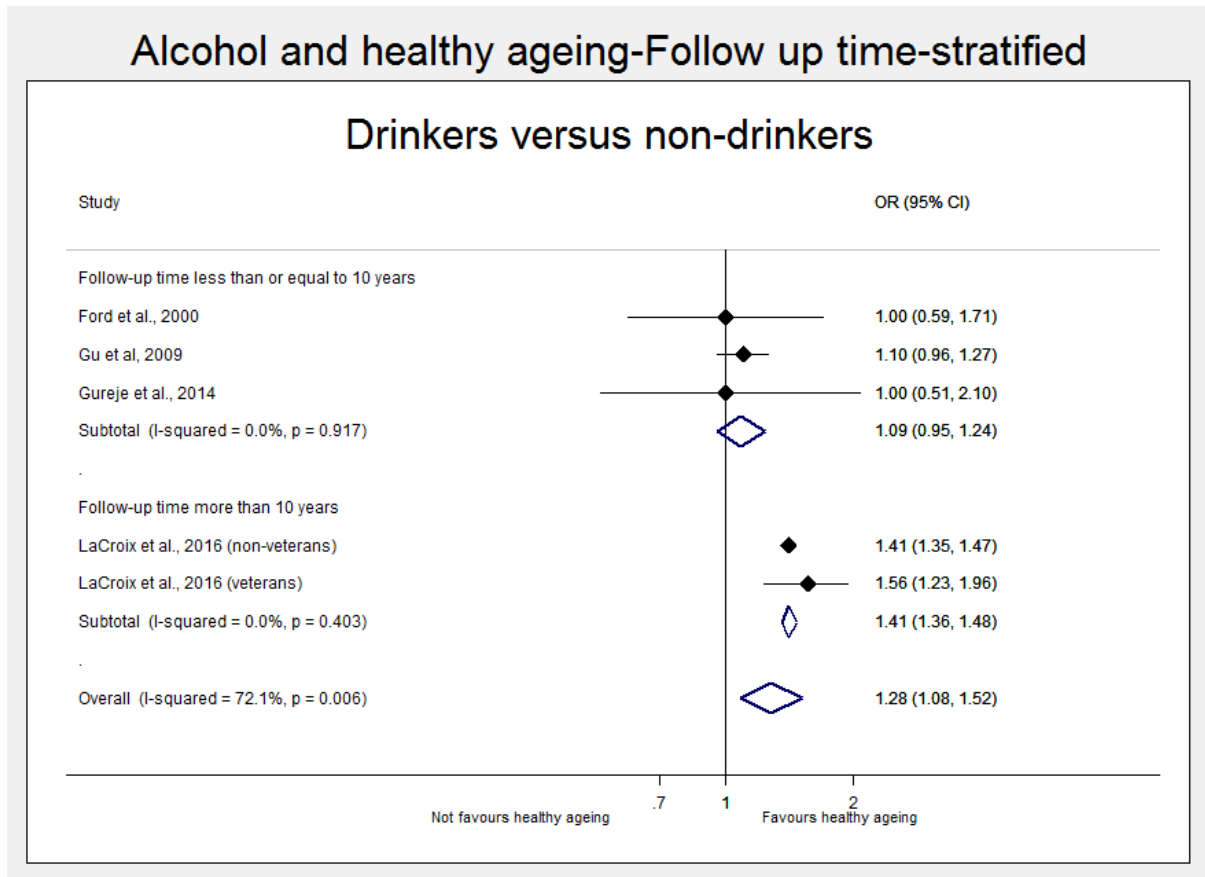 Alcohol and healthy ageing-Follow up time-stratified
Drinkers versus non-drinkers
Study OR (95% CI)
Follow-up time less than or equal to 10 years
Ford et al., 2000 1.00 (0.59, 1.71)
Gu et al, 2009 1.10 (0.96, 1.27)
Gureje et al., 2014 1.00 (0.51, 2.10)
Subtotal (I-squared = 0.0%, p = 0.917) 1.09 (0.95, 1.24)
.
Follow-up time more than 10 years
LaCroix et al., 2016 (non-veterans) 1.41 (1.35, 1.47)
LaCroix et al., 2016 (veterans) 1.56 (1.23, 1.96)
Subtotal (I-squared = 0.0%, p = 0.403) 1.41 (1.36, 1.48)
.
Overall (I-squared = 72.1%, p = 0.006) 1.28 (1.08, 1.52)
.7 1 2
Not favours healthy ageing Favours healthy ageing